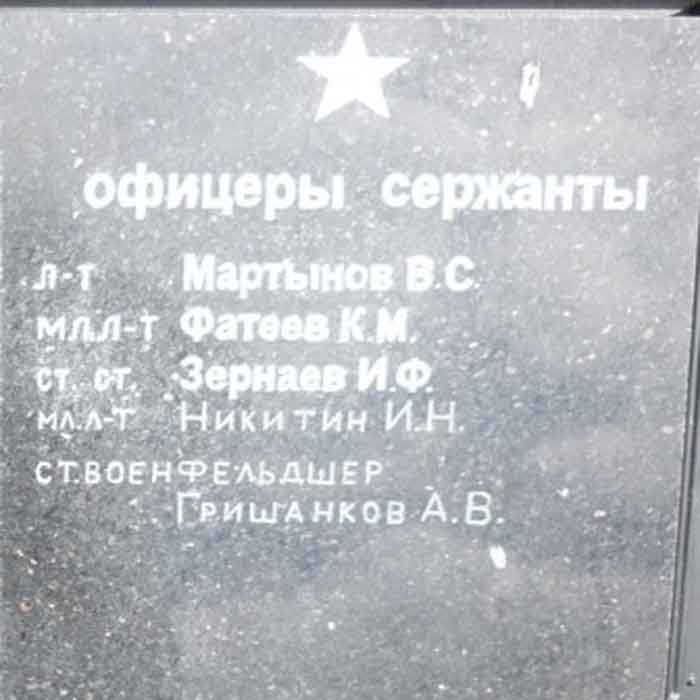 офицеры сержанты
л-т Мартынов В.С.
мл.л-т Фатеев К.М.
ст. ст. Зернаев И.Ф.
мл.л-т Никитин И.Н.
СТ.ВОЕНФЕЛЬДШЕР
Гришанков А.В.